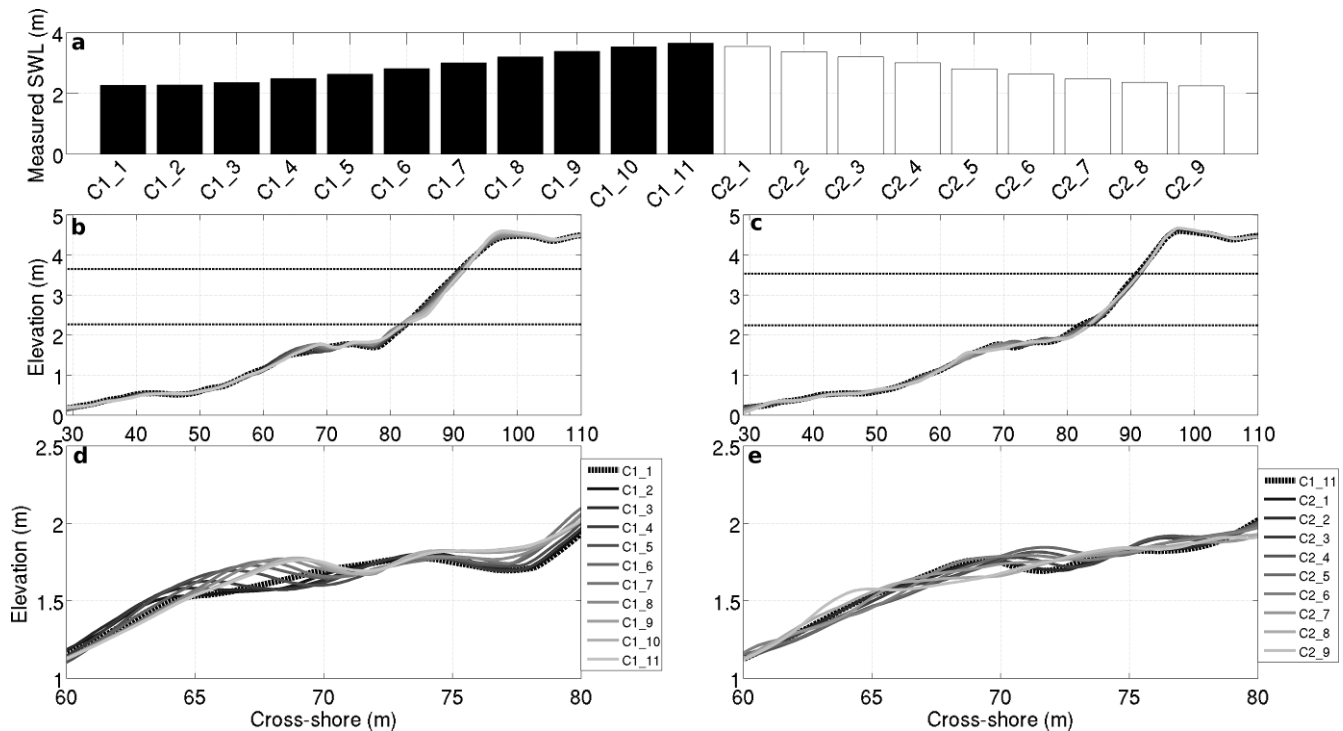 a
Measured SWL (m)
4
2
0
C1_1 C1_2 C1_3 C1_4 C1_5 C1_6 C1_7 C1_8 C1_9 C1_10 C1_11 C2_1 C2_2 C2_3 C2_4 C2_5 C2_6 C2_7 C2_8 C2_9
b
Elevation (m)
5
4
3
2
1
0
30 40 50 60 70 80 90 100 110
c
5
4
3
2
1
0
30 40 50 60 70 80 90 100 110
d
Elevation (m)
2.5
2
1.5
1
60 65 70 75 80
Cross-shore (m)
C1_1
C1_2
C1_3
C1_4
C1_5
C1_6
C1_7
C1_8
C1_9
C1_10
C1_11
e
2.5
2
1.5
1
60 65 70 75 80
Cross-shore (m)
C1_11
C2_1
C2_2
C2_3
C2_4
C2_5
C2_6
C2_7
C2_8
C2_9